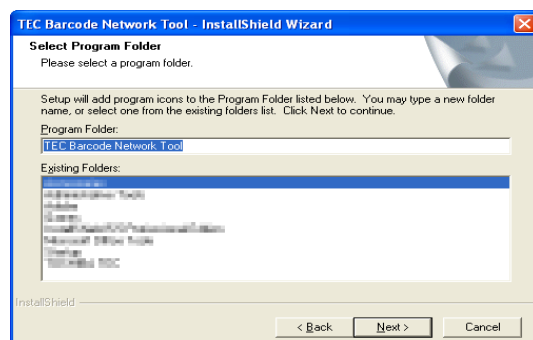 TEC Barcode Network Tool - InstallShield Wizard
Select Program Folder
Please select a program folder.
Setup will add program icons to the Program Folder listed below. You may type a new folder
name, or select one from the existing folders list. Click Next to continue.
Program Folder:
TEC Barcode Network Tool
Existing Folders:
InstallShield
< Back
Next >
Cancel